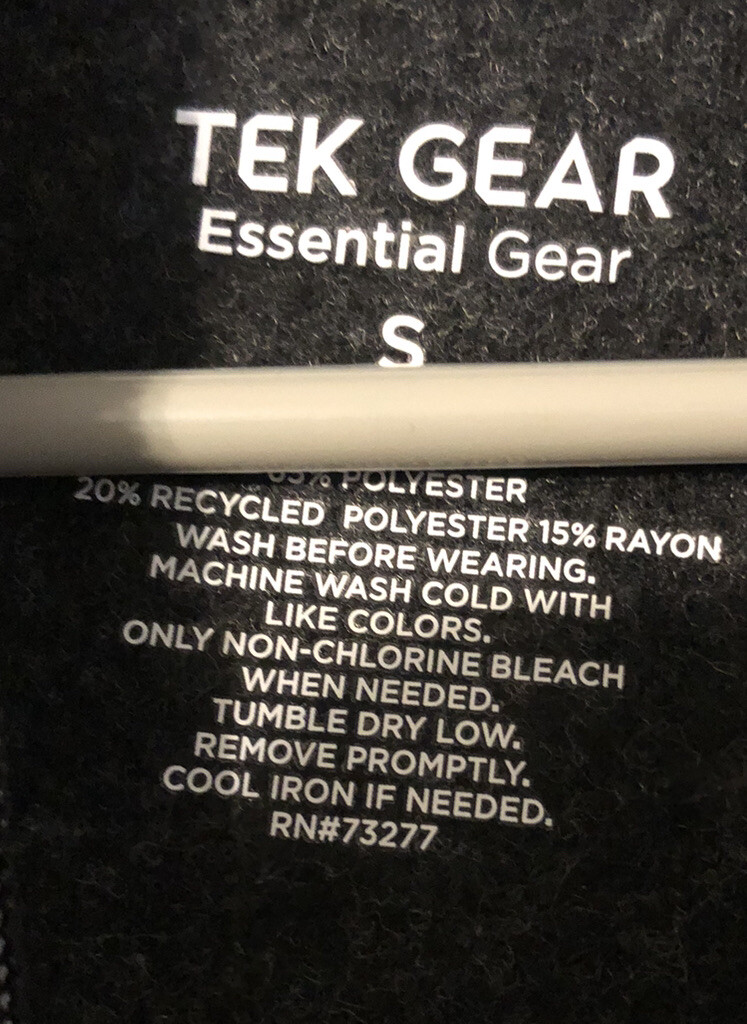 TEK GEAR
Essential Gear
S
65% POLYESTER
20% RECYCLED POLYESTER 15% RAYON
WASH BEFORE WEARING.
MACHINE WASH COLD WITH
LIKE COLORS.
ONLY NON-CHLORINE BLEACH
WHEN NEEDED.
TUMBLE DRY LOW.
REMOVE PROMPTLY.
COOL IRON IF NEEDED.
RN#73277